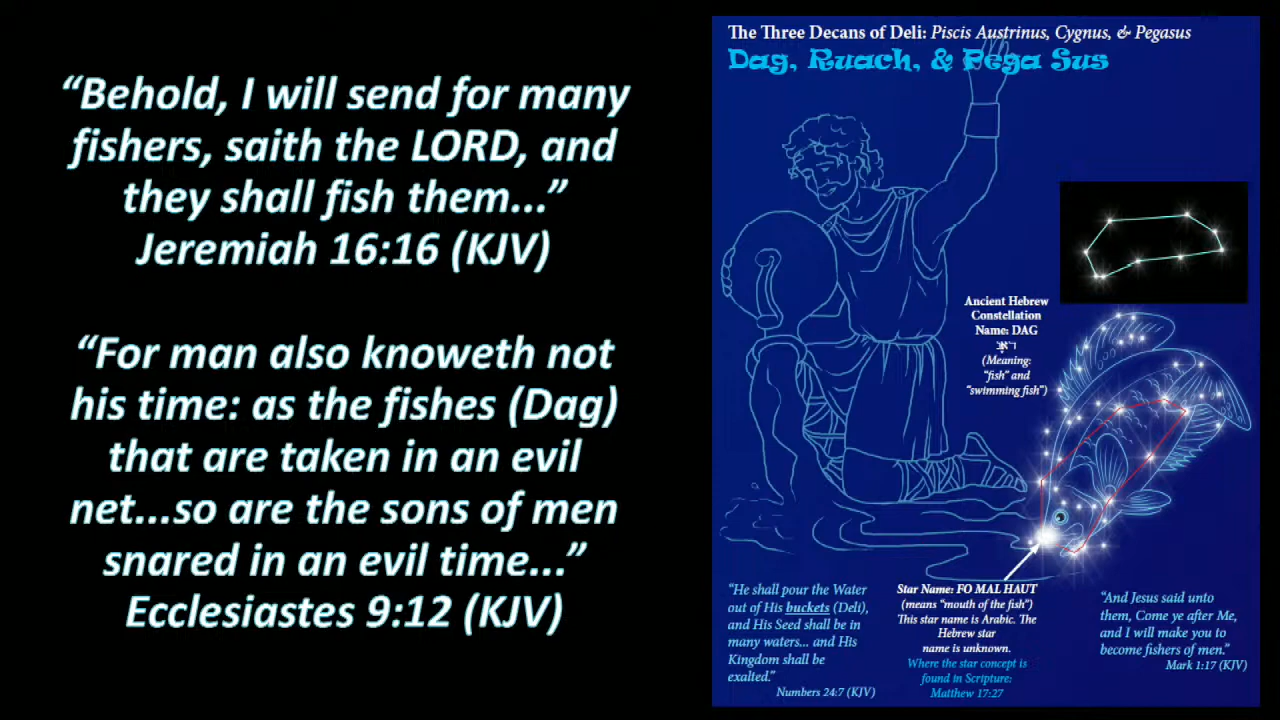 “Behold, I will send for many
fishers, saith the LORD, and
they shall fish them...”
Jeremiah 16:16 (KJV)
“For man also knoweth not
his time: as the fishes (Dag)
that are taken in an evil
net...so are the sons of men
snared in an evil time...”
Ecclesiastes 9:12 (KJV)
The Three Decans of Deli: Piscis Austrinus, Cygnus, & Pegasus
Dag, Ruach, & Pega Sus
Ancient Hebrew
Constellation
Name: DAG
(Meaning:
“fish” and
“swimming fish”)
“He shall pour the Water
out of His buckets (Deli),
and His Seed shall be in
many waters... and His
Kingdom shall be
exalted.”
Numbers 24:7 (KJV)
Star Name: FO MAL HAUT
(means “mouth of the fish”)
This star name is Arabic. The
Hebrew star
name is unknown.
Where the star concept is
found in Scripture:
Matthew 17:27
“And Jesus said unto
them, Come ye after Me,
and I will make you to
become fishers of men.”
Mark 1:17 (KJV)